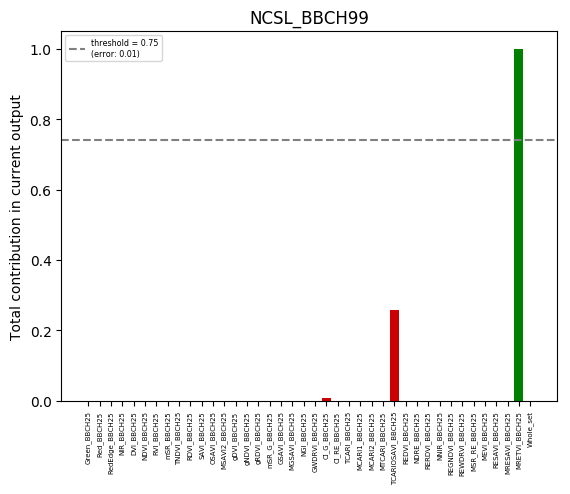 NCSL_BBCH99
threshold = 0.75
(error: 0.01)
Total contribution in current output
1.0
0.8
0.6
0.4
0.2
0.0
Green_BBCH25
Red_BBCH25
RedEdge_BBCH25
NIR_BBCH25
DVI_BBCH25
NDVI_BBCH25
RVI_BBCH25
mSR_BBCH25
TNDVI_BBCH25
RDVI_BBCH25
SAVI_BBCH25
OSAVI_BBCH25
MSAVI2_BBCH25
gDVI_BBCH25
gNDVI_BBCH25
gRDVI_BBCH25
mSR_G_BBCH25
GSAVI_BBCH25
MGSAVI_BBCH25
NGI_BBCH25
GWDRVI_BBCH25
CI_G_BBCH25
CI_RE_BBCH25
TCARI_BBCH25
MCARI1_BBCH25
MCARI2_BBCH25
MTCARI_BBCH25
TCARIOSAVI_BBCH25
REDVI_BBCH25
NDRE_BBCH25
RERDVI_BBCH25
NNIR_BBCH25
REGNDVI_BBCH25
REWDRVI_BBCH25
MSR_RE_BBCH25
MEVI_BBCH25
RESAVI_BBCH25
MRESAVI_BBCH25
MRETVI_BBCH25
Whole_set